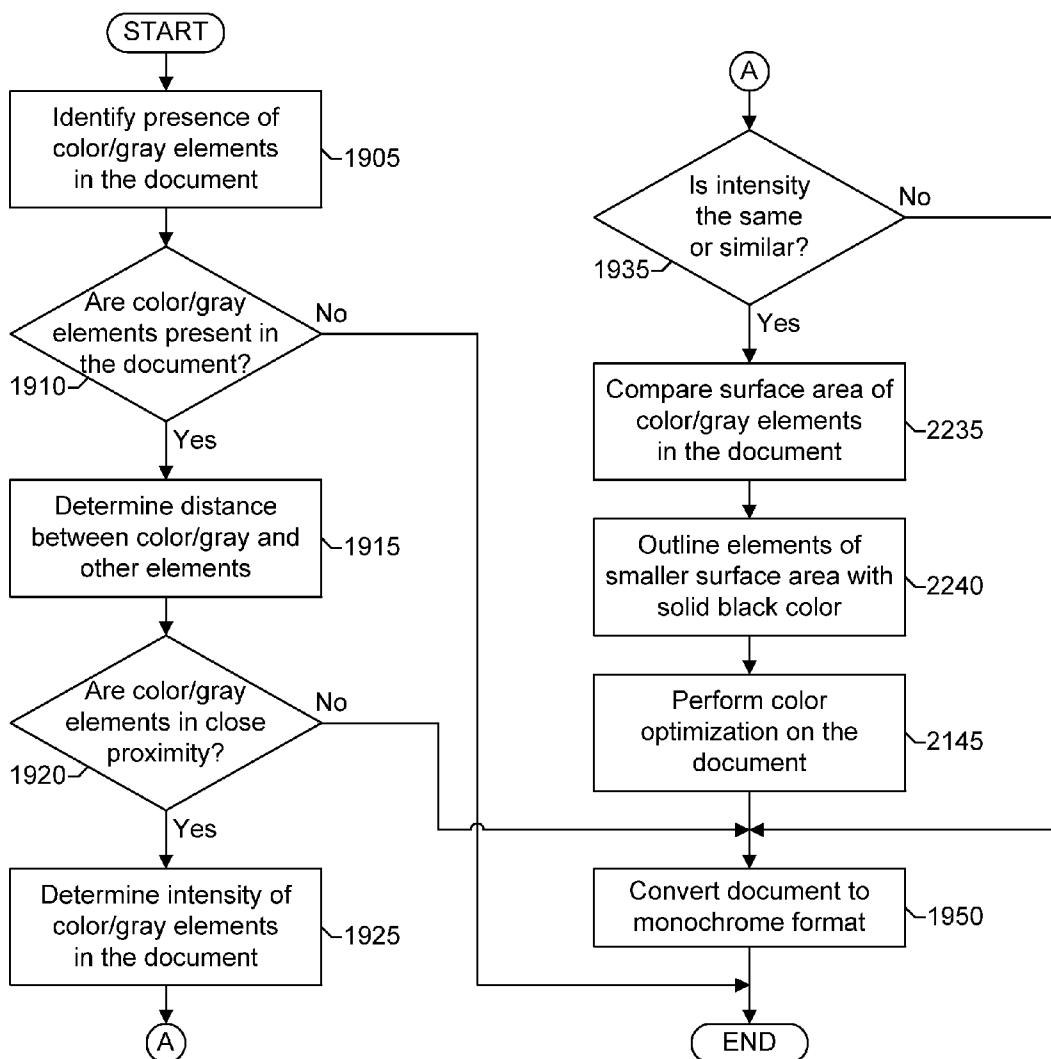 START
Identify presence of
color/gray elements
in the document
1905
Are color/gray
elements present in
the document?
No
1910
Yes
Determine distance
between color/gray and
other elements
1915
Are color/gray
elements in close
proximity?
No
1920
Yes
Determine intensity of
color/gray elements
in the document
1925
A
A
Is intensity
the same
or similar?
No
1935
Yes
Compare surface area of
color/gray elements
in the document
2235
Outline elements of
smaller surface area with
solid black color
2240
Perform color
optimization on the
document
2145
Convert document to
monochrome format
1950
END